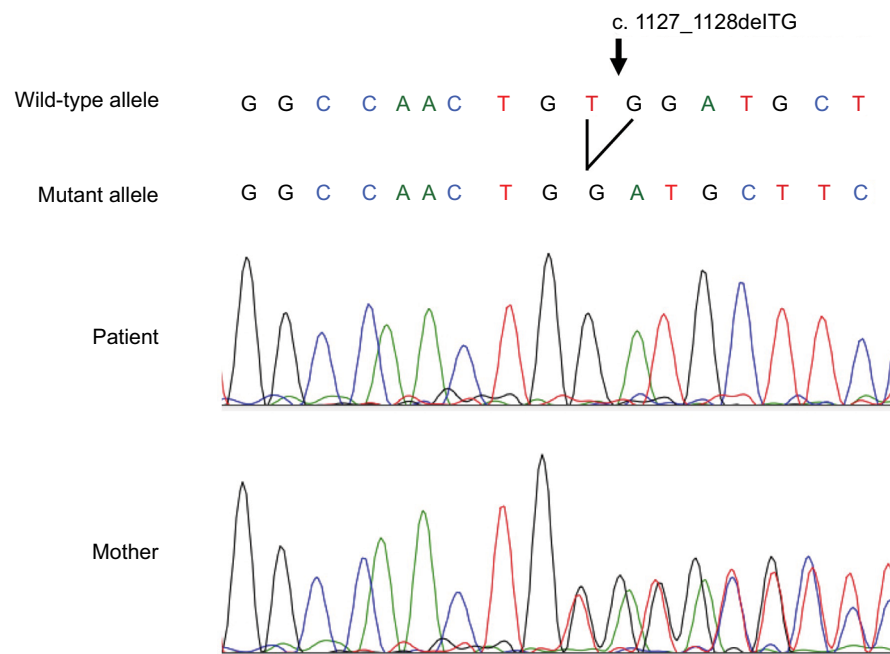 c. 1127_1128delTG
Wild-type allele G G C C A A C T G T G G A T G C T
Mutant allele G G C C A A C T G G A T G C T T C
Patient
Mother